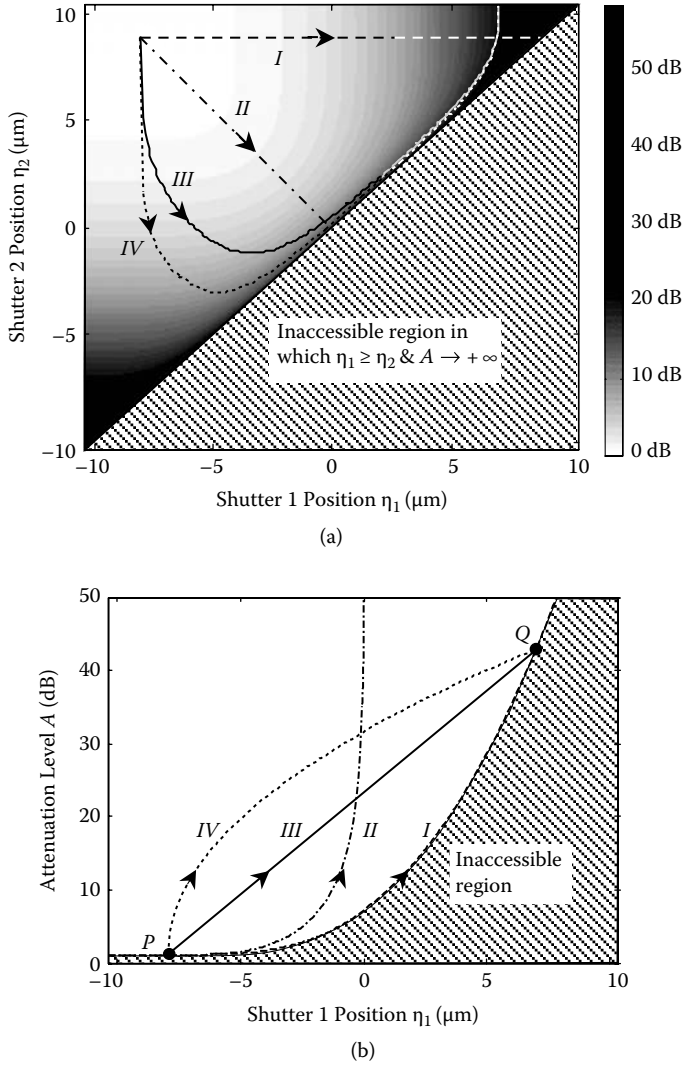 10
5
0
−5
−10
Shutter 2 Position η2 (μm)
I
II
III
IV
Inaccessible region in
which η1 ≥ η2 & A → + ∞
−10
−5
0
5
10
Shutter 1 Position η1 (μm)
50 dB
40 dB
30 dB
20 dB
10 dB
0 dB
(a)
50
40
30
20
10
0
Attenuation Level A (dB)
Q
IV
III
II
I
Inaccessible
region
P
−10
−5
0
5
10
Shutter 1 Position η1 (μm)
(b)